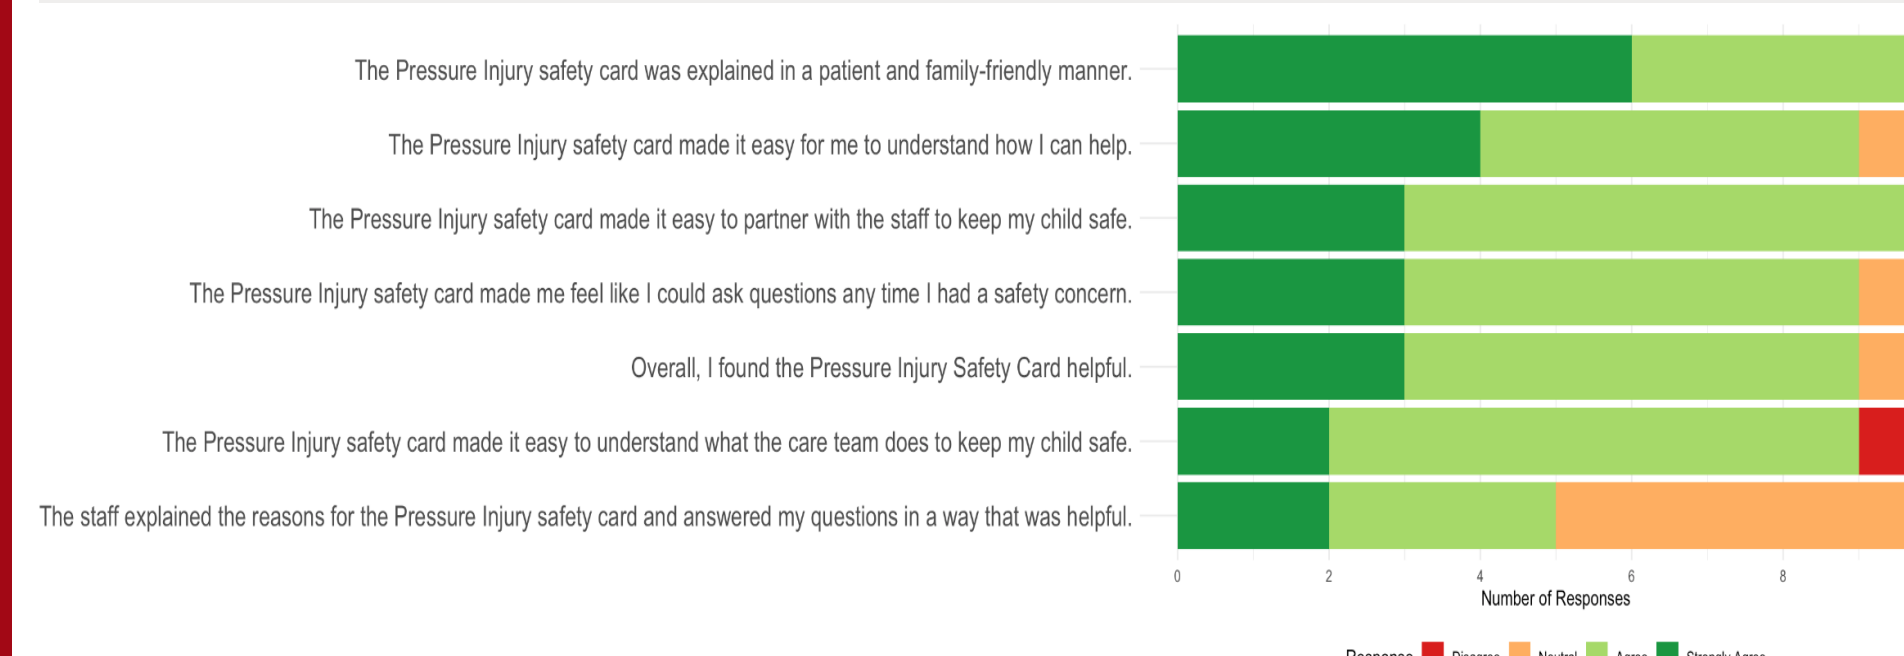 The Pressure Injury safety card was explained in a patient and family-friendly manner.
The Pressure Injury safety card made it easy for me to understand how I can help.
The Pressure Injury safety card made it easy to partner with the staff to keep my child safe.
The Pressure Injury safety card made me feel like I could ask questions any time I had a safety concern.
Overall, I found the Pressure Injury Safety Card helpful.
The Pressure Injury safety card made it easy to understand what the care team does to keep my child safe.
The staff explained the reasons for the Pressure Injury safety card and answered my questions in a way that was helpful.
0 2 4 6 8
Number of Responses
Response Disagree Neutral Agree Strongly Agree